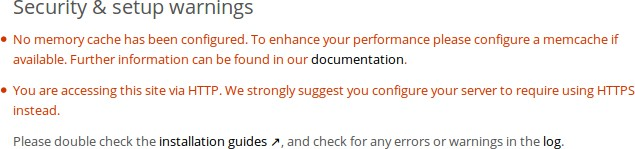 Security & setup warnings
No memory cache has been configured. To enhance your performance please configure a memcache if
available. Further information can be found in our documentation.
You are accessing this site via HTTP. We strongly suggest you configure your server to require using HTTPS
instead.
Please double check the installation guides ↗, and check for any errors or warnings in the log.